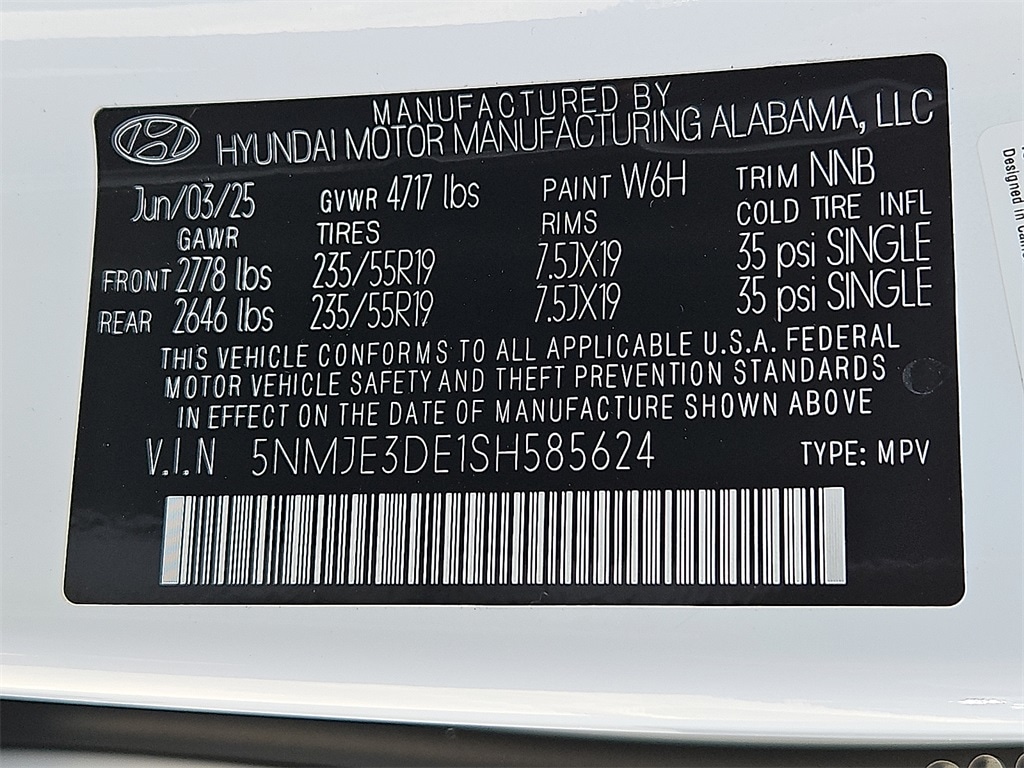 MANUFACTURED BY
HYUNDAI MOTOR MANUFACTURING ALABAMA, LLC
Jun/03/25 GVWR 4717 lbs PAINT W6H TRIM NNB
GAWR TIRES RIMS COLD TIRE INFL
FRONT 2778 lbs 235/55R19 7.5JX19 35 psi SINGLE
REAR 2646 lbs 235/55R19 7.5JX19 35 psi SINGLE
THIS VEHICLE CONFORMS TO ALL APPLICABLE U.S.A. FEDERAL
MOTOR VEHICLE SAFETY AND THEFT PREVENTION STANDARDS
IN EFFECT ON THE DATE OF MANUFACTURE SHOWN ABOVE
V.I.N 5NMJE3DE1SH585624 TYPE: MPV
Designed in